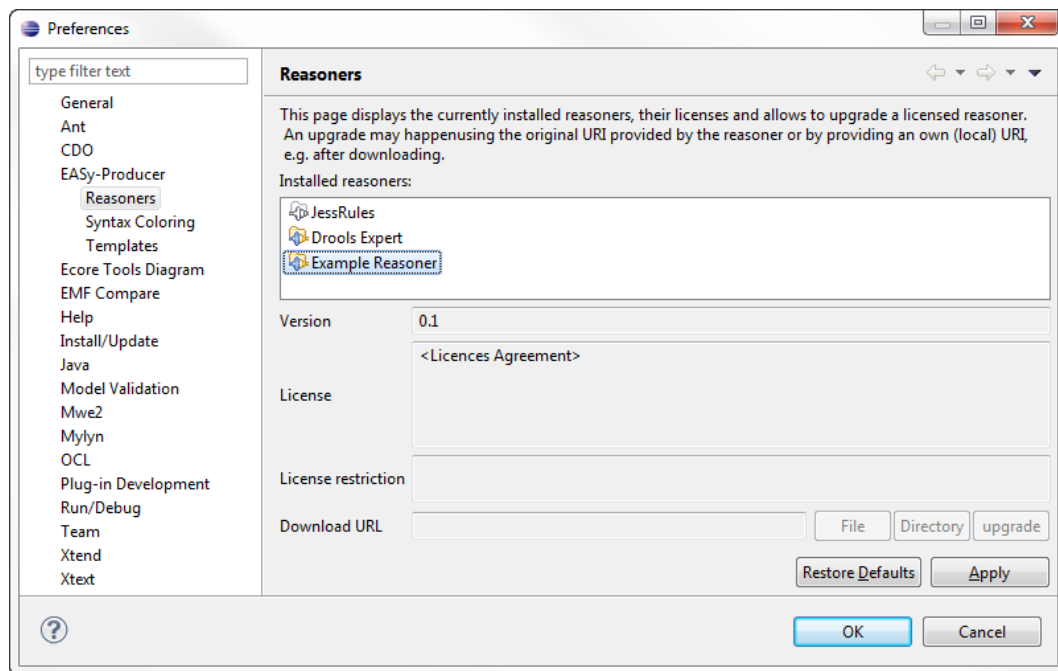 Preferences
type filter text
General
Ant
CDO
EASy-Producer
Reasoners
Syntax Coloring
Templates
Ecore Tools Diagram
EMF Compare
Help
Install/Update
Java
Model Validation
Mwe2
Mylyn
OCL
Plug-in Development
Run/Debug
Team
Xtend
Xtext
Reasoners
This page displays the currently installed reasoners, their licenses and allows to upgrade a licensed reasoner.
An upgrade may happenusing the original URI provided by the reasoner or by providing an own (local) URI,
e.g. after downloading.
Installed reasoners:
JessRules
Drools Expert
Example Reasoner
Version 0.1
<Licences Agreement>
License
License restriction
Download URL File Directory upgrade
Restore Defaults Apply
? OK Cancel